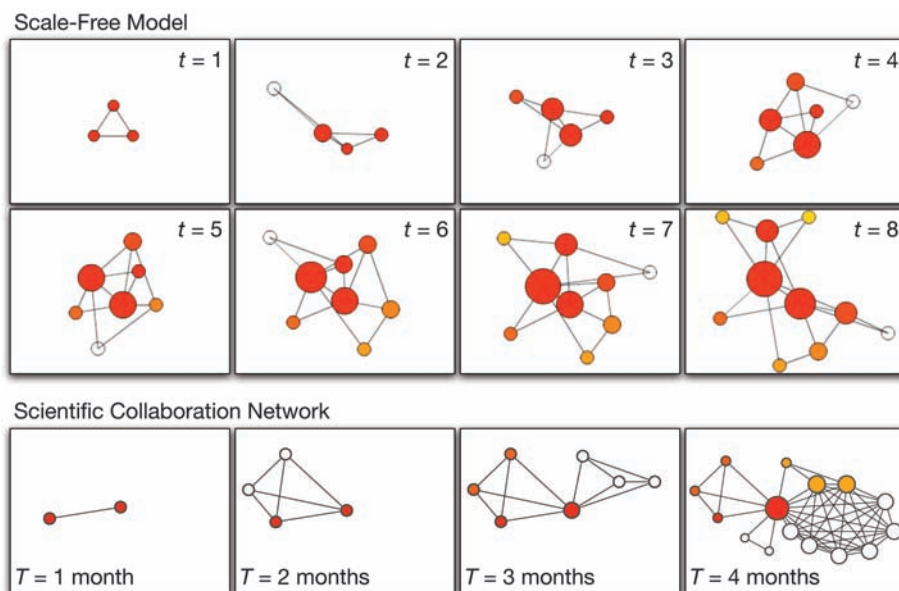 Scale-Free Model
t = 1
t = 2
t = 3
t = 4
t = 5
t = 6
t = 7
t = 8
Scientific Collaboration Network
T = 1 month
T = 2 months
T = 3 months
T = 4 months